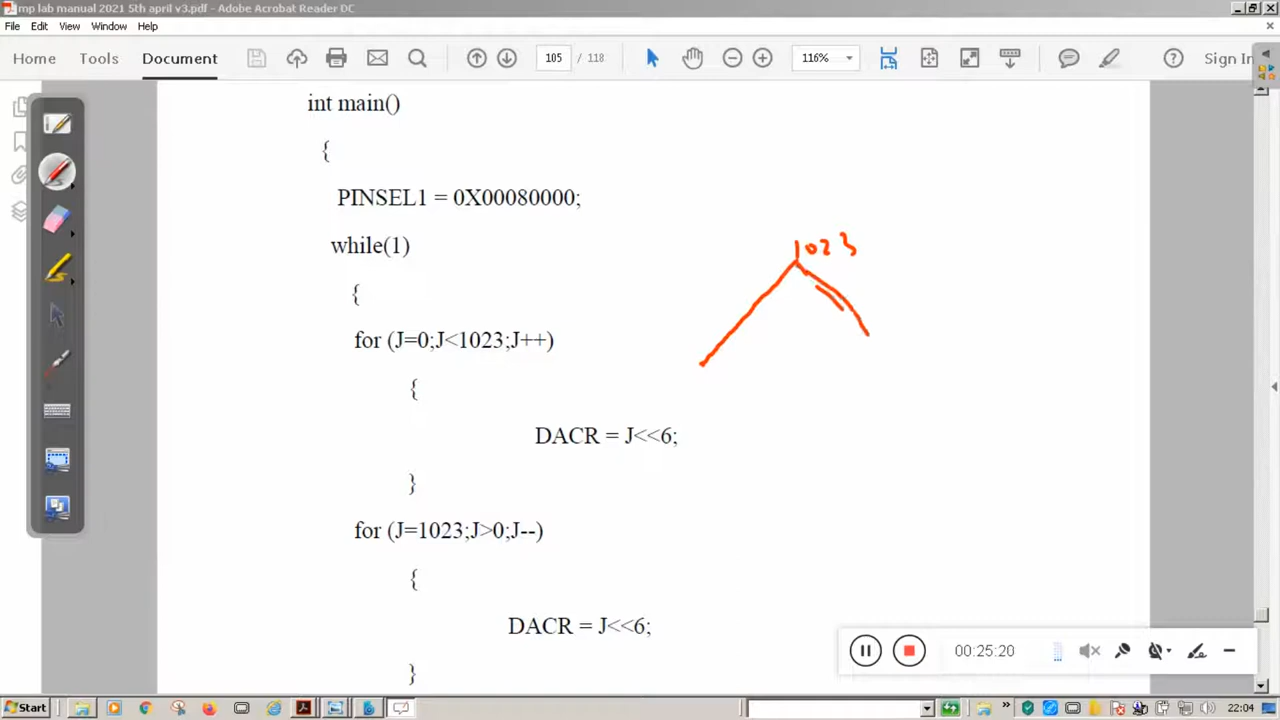 mp lab manual 2021 5th april v3.pdf - Adobe Acrobat Reader DC
File Edit View Window Help
Home Tools Document 105 / 118 116% Sign In
int main()
{
PINSEL1 = 0X00080000;
while(1)
1023
{
for (J=0;J<1023;J++)
{
DACR = J<<6;
}
for (J=1023;J>0;J--)
{
DACR = J<<6;
}
00:25:20
Start 22:04